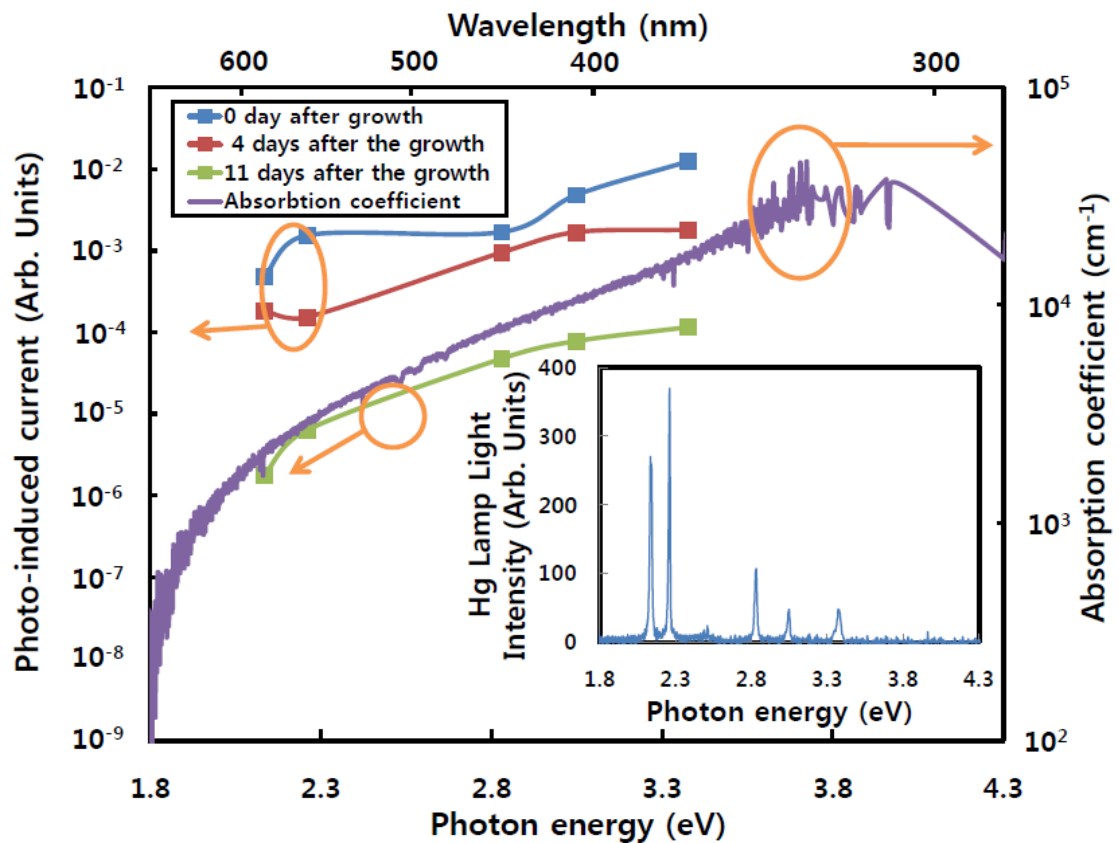 Wavelength (nm)
600 500 400 300
10-1
10-2
10-3
10-4
10-5
10-6
10-7
10-8
10-9
Photo-induced current (Arb. Units)
0 day after growth
4 days after the growth
11 days after the growth
Absorbtion coefficient
105
104
103
102
Absorption coefficient (cm-1)
1.8 2.3 2.8 3.3 3.8 4.3
Photon energy (eV)
Hg Lamp Light
Intensity (Arb. Units)
400
300
200
100
0
1.8 2.3 2.8 3.3 3.8 4.3
Photon energy (eV)